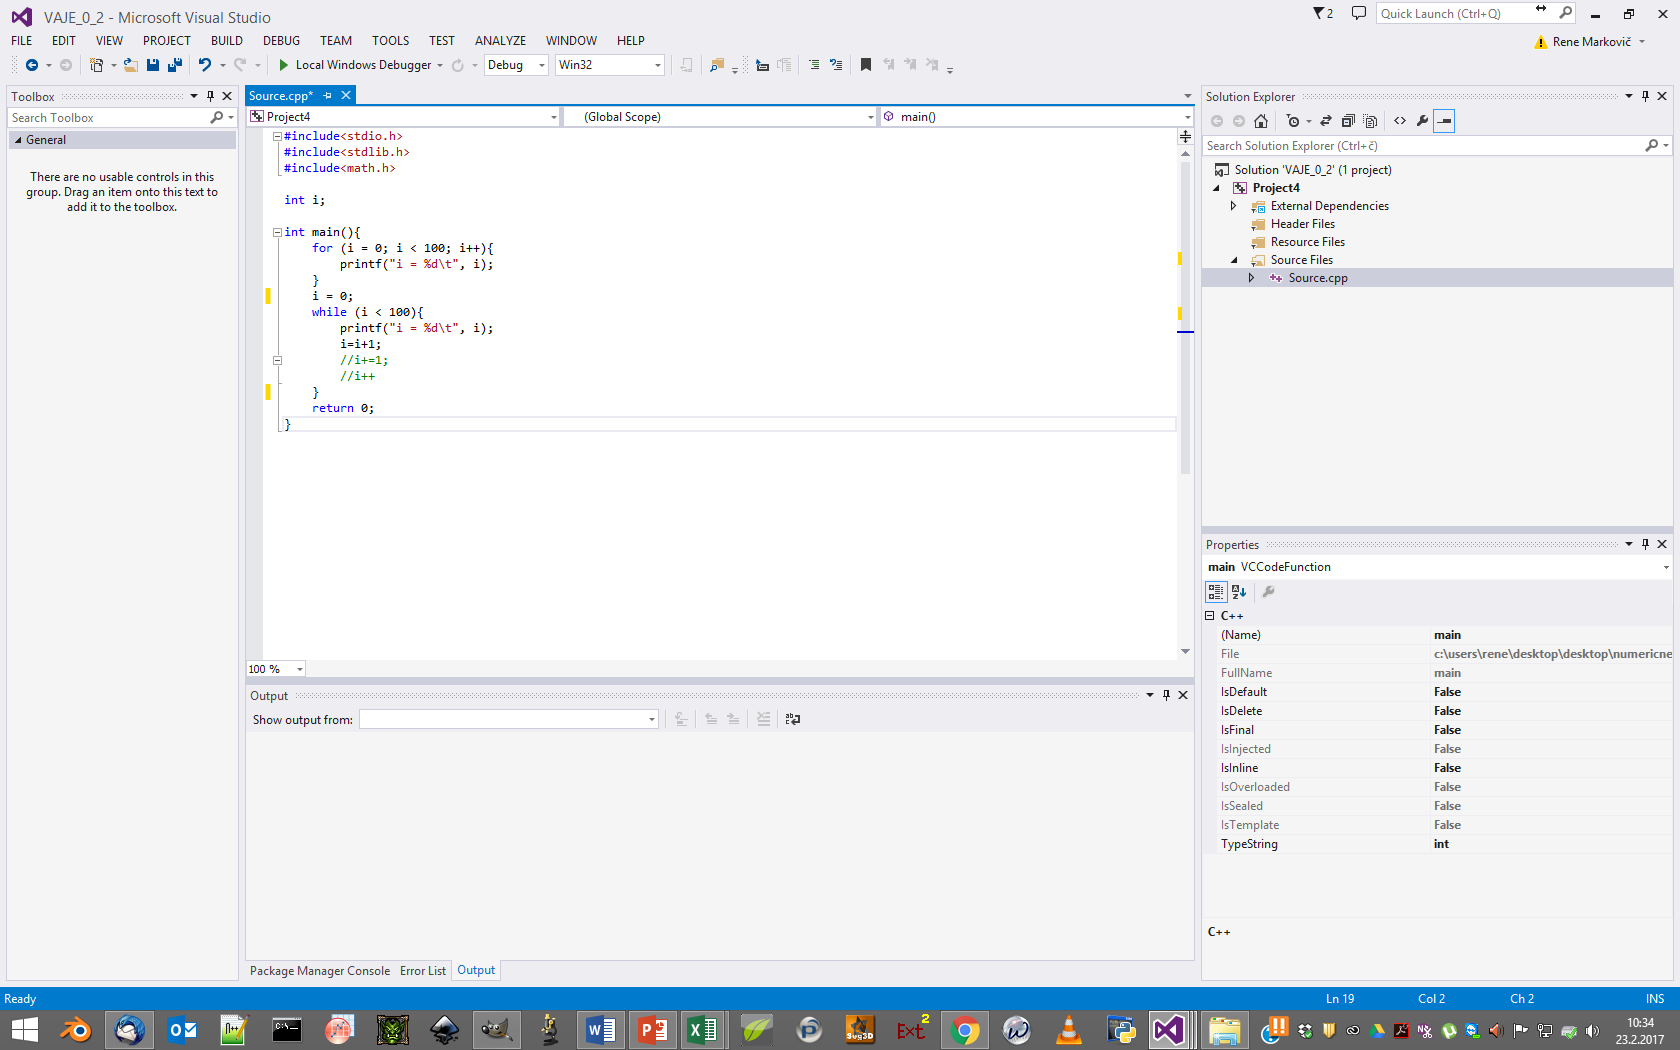 VAJE_0_2 - Microsoft Visual Studio
2
Quick Launch (Ctrl+Q)
FILE EDIT VIEW PROJECT BUILD DEBUG TEAM TOOLS TEST ANALYZE WINDOW HELP
Rene Markovič
Local Windows Debugger
Debug
Win32
Toolbox
Search Toolbox
General
There are no usable controls in this
group. Drag an item onto this text to
add it to the toolbox.
Source.cpp*
Project4
(Global Scope)
main()
#include<stdio.h>
#include<stdlib.h>
#include<math.h>
int i;
int main(){
for (i = 0; i < 100; i++){
printf("i = %d\t", i);
}
i = 0;
while (i < 100){
printf("i = %d\t", i);
i=i+1;
//i+=1;
//i++
}
return 0;
}
100 %
Output
Show output from:
Package Manager Console Error List Output
Solution Explorer
Search Solution Explorer (Ctrl+č)
Solution 'VAJE_0_2' (1 project)
Project4
External Dependencies
Header Files
Resource Files
Source Files
Source.cpp
Properties
main VCCodeFunction
C++
(Name) main
File c:\users\rene\desktop\desktop\numericne
FullName main
IsDefault False
IsDelete False
IsFinal False
IsInjected False
IsInline False
IsOverloaded False
IsSealed False
IsTemplate False
TypeString int
C++
Ready
Ln 19
Col 2
Ch 2
INS
Ext2
10:34
23.2.2017